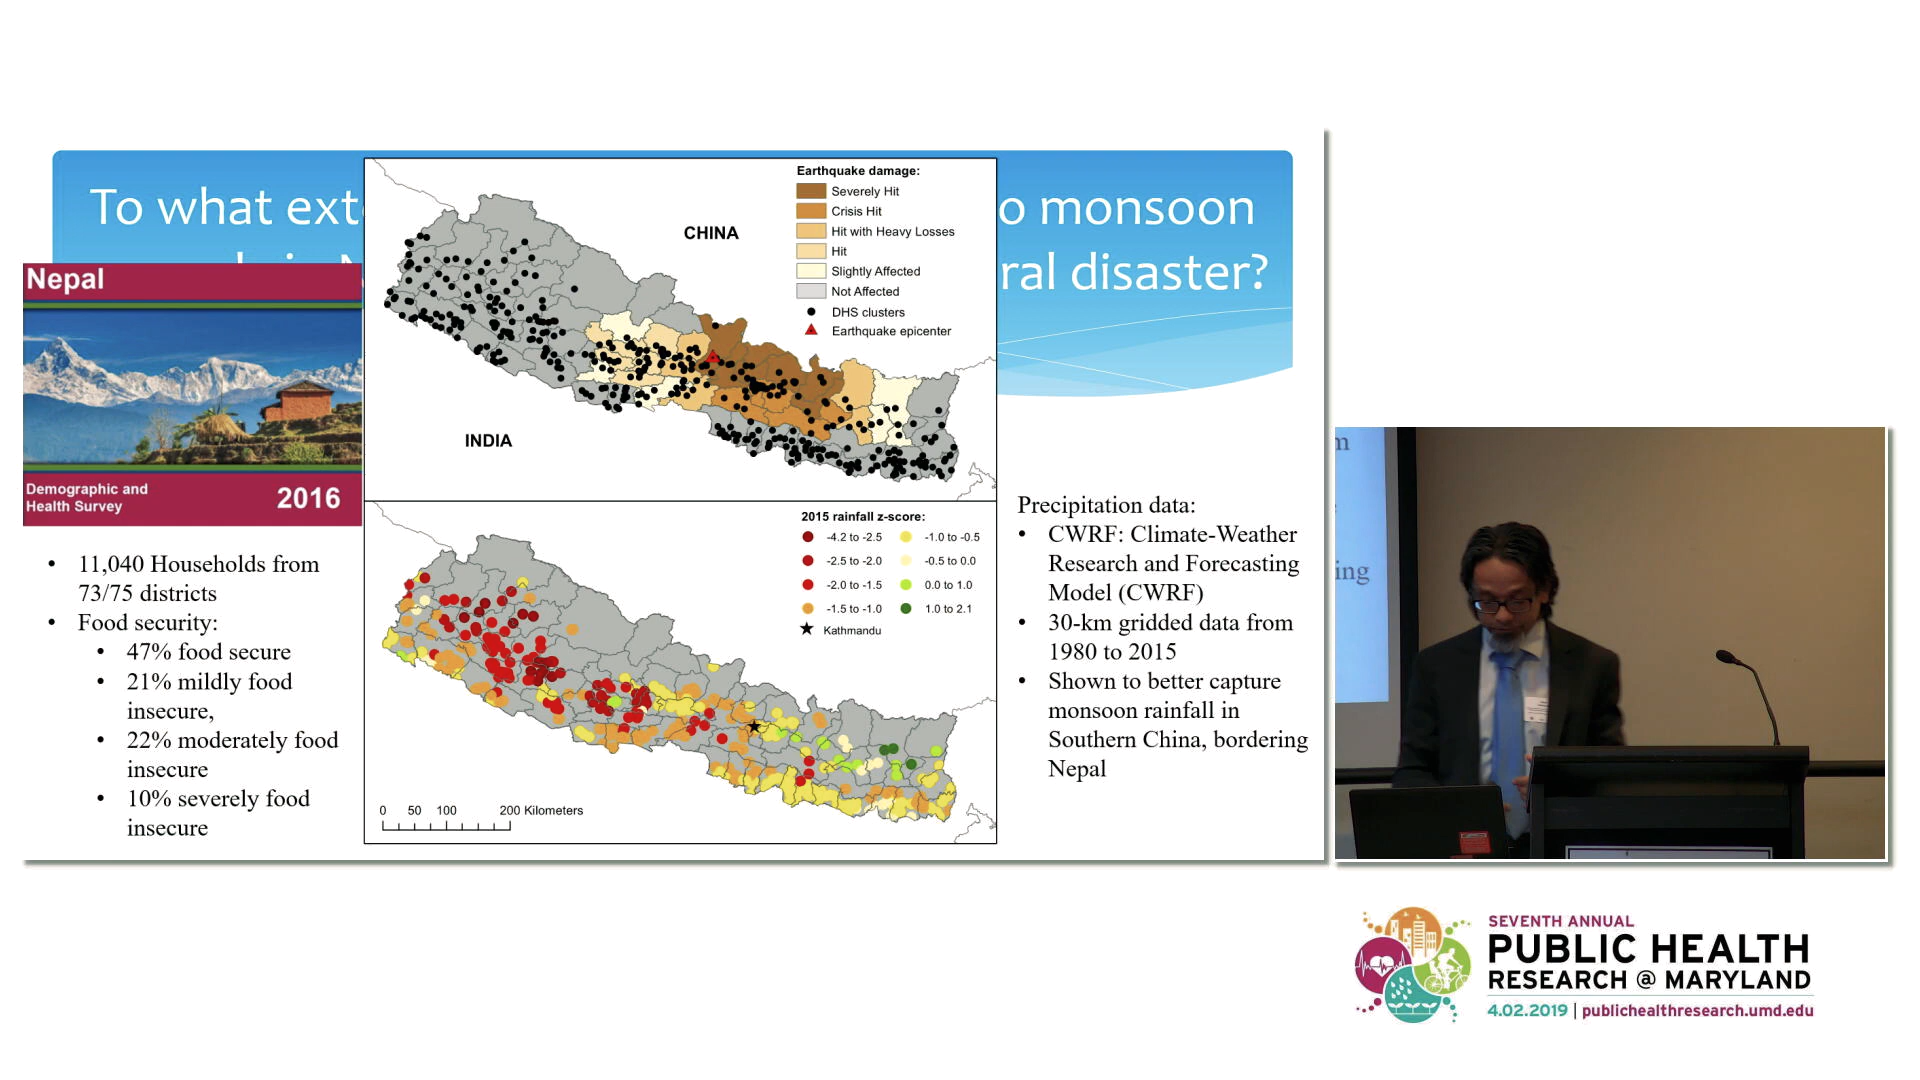 To what
o monsoon
ral disaster?
Nepal
Demographic and
Health Survey
2016
• 11,040 Households from
73/75 districts
• Food security:
• 47% food secure
• 21% mildly food
insecure,
• 22% moderately food
insecure
• 10% severely food
insecure
CHINA
INDIA
Earthquake damage:
Severely Hit
Crisis Hit
Hit with Heavy Losses
Hit
Slightly Affected
Not Affected
DHS clusters
Earthquake epicenter
2015 rainfall z-score:
-4.2 to -2.5
-1.0 to -0.5
-2.5 to -2.0
-0.5 to 0.0
-2.0 to -1.5
0.0 to 1.0
-1.5 to -1.0
1.0 to 2.1
Kathmandu
0 50 100 200 Kilometers
Precipitation data:
• CWRF: Climate-Weather
Research and Forecasting
Model (CWRF)
• 30-km gridded data from
1980 to 2015
• Shown to better capture
monsoon rainfall in
Southern China, bordering
Nepal
ing
SEVENTH ANNUAL
PUBLIC HEALTH
RESEARCH @ MARYLAND
4.02.2019 | publichealthresearch.umd.edu